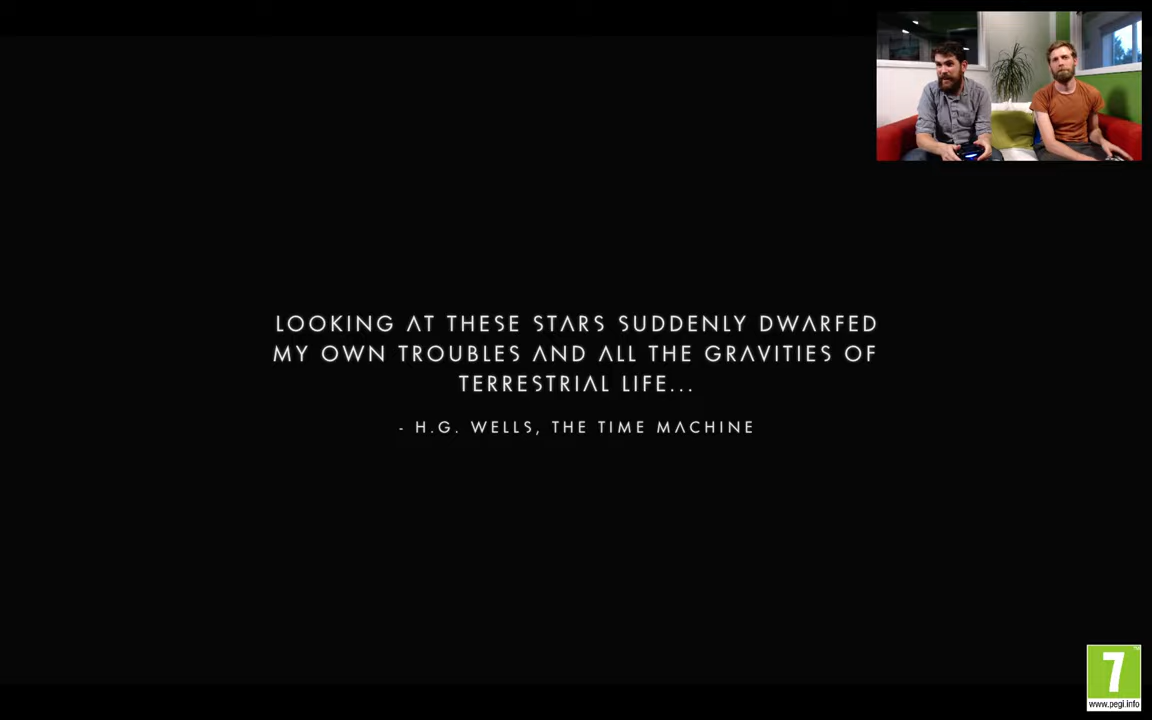 LOOKING AT THESE STARS SUDDENLY DWARFED
MY OWN TROUBLES AND ALL THE GRAVITIES OF
TERRESTRIAL LIFE...
- H.G. WELLS, THE TIME MACHINE
7
www.pegi.info